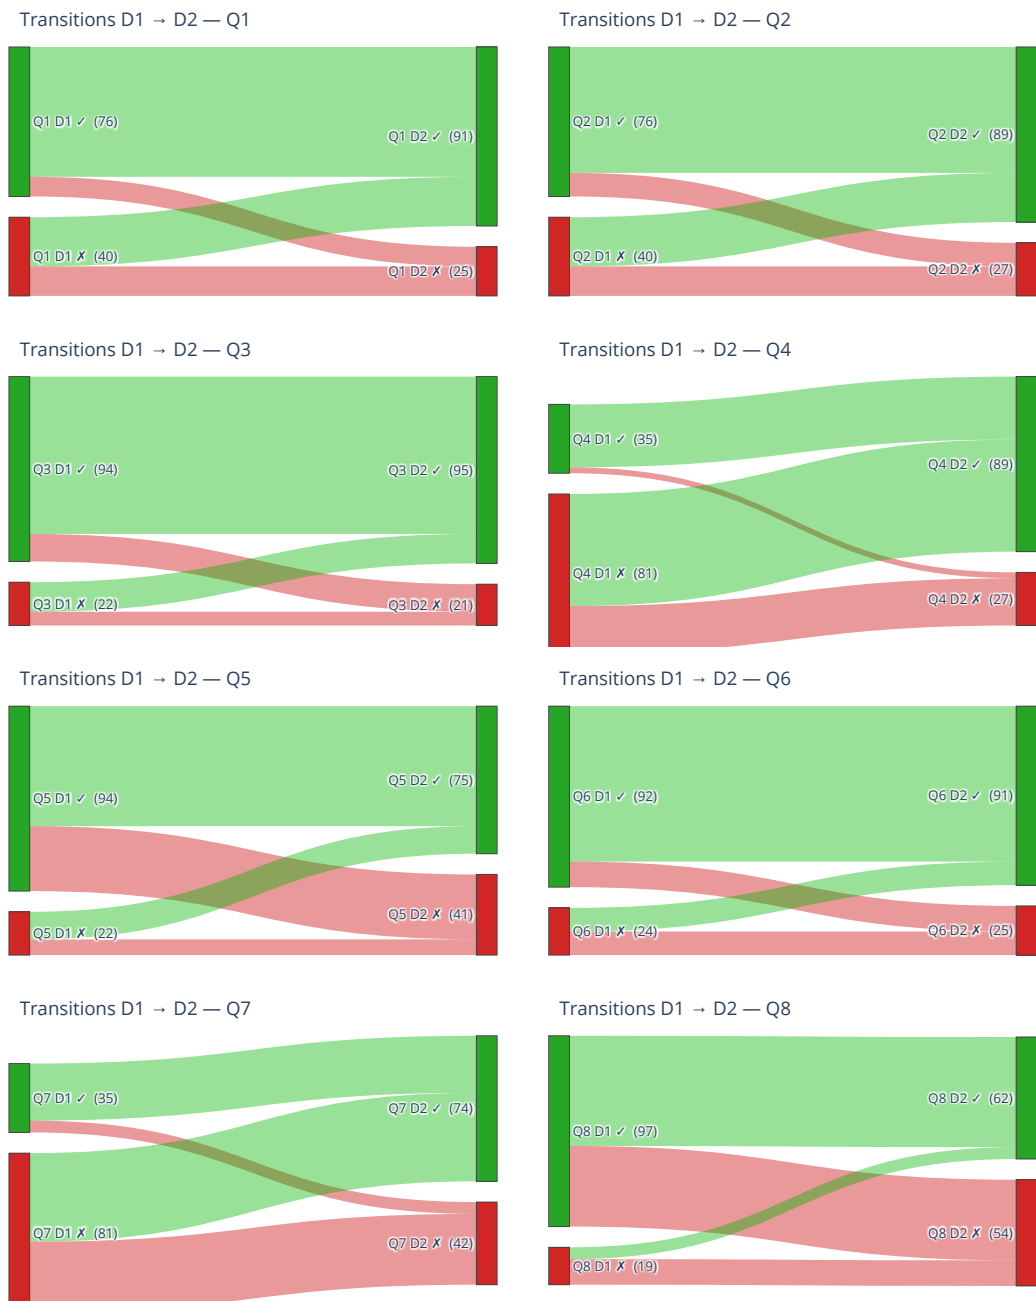 Transitions D1 → D2 — Q1
Q1 D1 ✓ (76)
Q1 D2 ✓ (91)
Q1 D1 ✗ (40)
Q1 D2 ✗ (25)
Transitions D1 → D2 — Q2
Q2 D1 ✓ (76)
Q2 D2 ✓ (89)
Q2 D1 ✗ (40)
Q2 D2 ✗ (27)
Transitions D1 → D2 — Q3
Q3 D1 ✓ (94)
Q3 D2 ✓ (95)
Q3 D1 ✗ (22)
Q3 D2 ✗ (21)
Transitions D1 → D2 — Q4
Q4 D1 ✓ (35)
Q4 D2 ✓ (89)
Q4 D1 ✗ (81)
Q4 D2 ✗ (27)
Transitions D1 → D2 — Q5
Q5 D1 ✓ (94)
Q5 D2 ✓ (75)
Q5 D1 ✗ (22)
Q5 D2 ✗ (41)
Transitions D1 → D2 — Q6
Q6 D1 ✓ (92)
Q6 D2 ✓ (91)
Q6 D1 ✗ (24)
Q6 D2 ✗ (25)
Transitions D1 → D2 — Q7
Q7 D1 ✓ (35)
Q7 D2 ✓ (74)
Q7 D1 ✗ (81)
Q7 D2 ✗ (42)
Transitions D1 → D2 — Q8
Q8 D1 ✓ (97)
Q8 D2 ✓ (62)
Q8 D1 ✗ (19)
Q8 D2 ✗ (54)